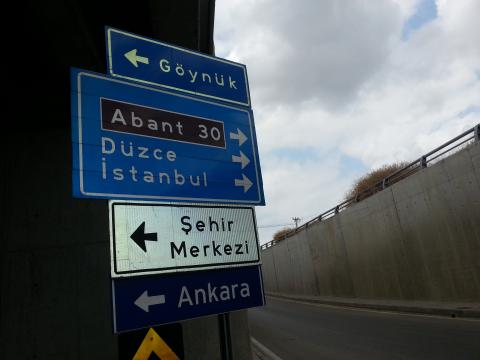 Göynük
Abant 30
Düzce
İstanbul
Şehir
Merkezi
Ankara